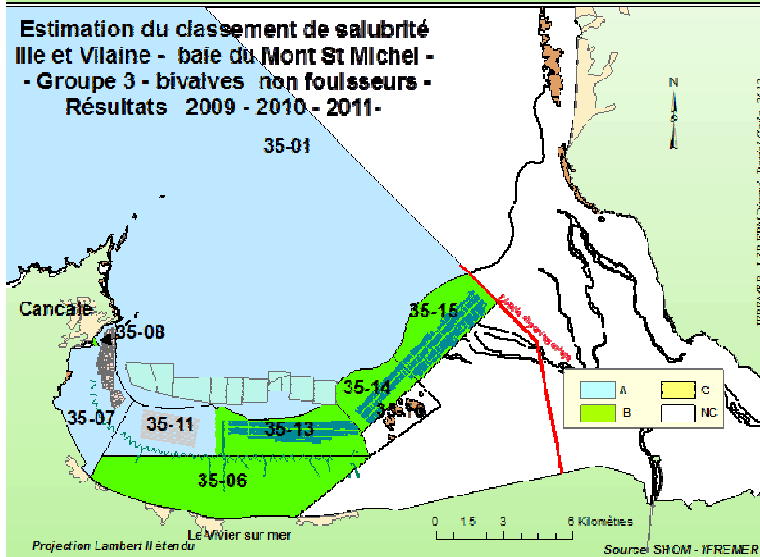 Estimation du classement de salubrité
Ille et Vilaine - baie du Mont St Michel -
- Groupe 3 - bivalves non fouisseurs -
Résultats 2009 - 2010 - 2011-
35-01
N
S
Cancale
35-08
35-15
35-14
35-07
35-11
35-13
35-06
A
C
B
NC
Le Vivier sur mer
0 1.5 3 6 Kilomètres
Projection Lambert II étendu
Source: SHOM - IFREMER